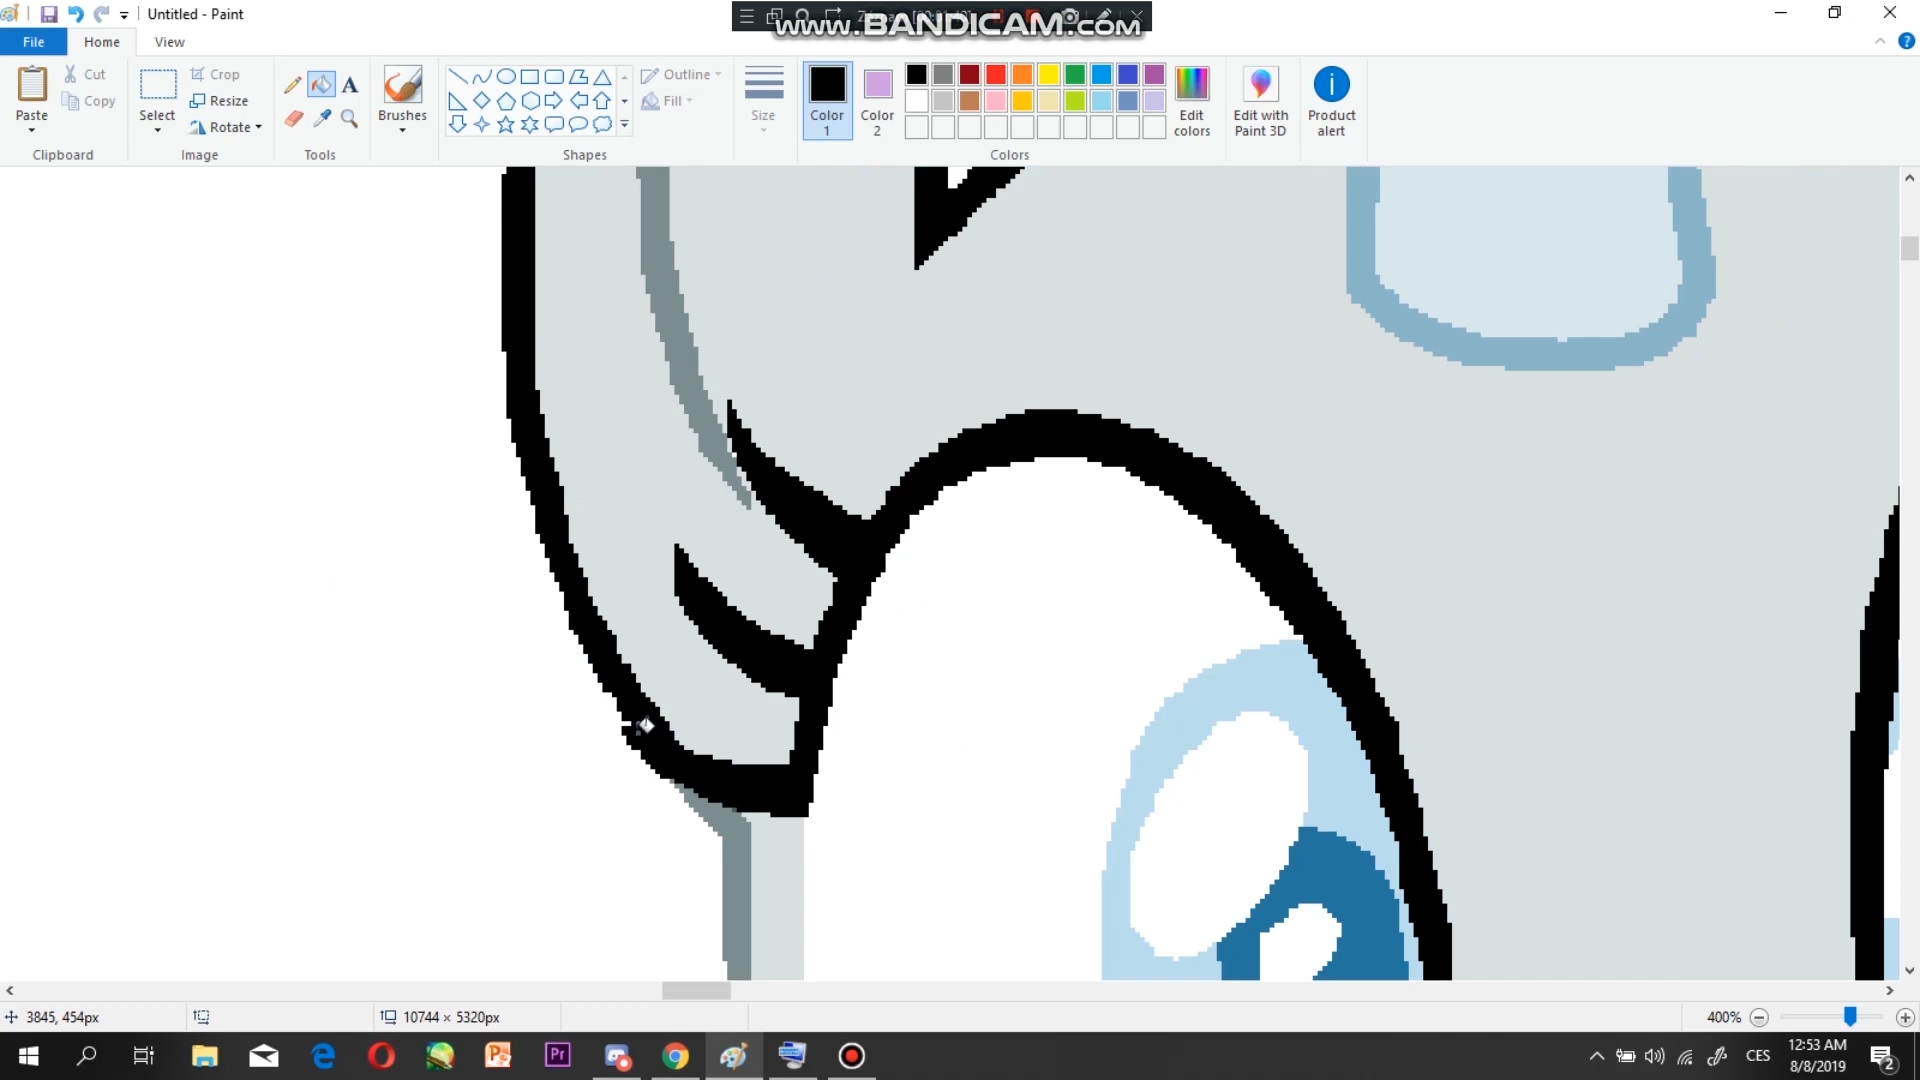 Untitled - Paint
www.BANDICAM.com
File Home View
Cut
Copy
Paste
Clipboard
Select
Crop
Resize
Rotate
Image
A
Tools
Brushes
Shapes
Outline
Fill
Size
Color 1
Color 2
Edit colors
Colors
Edit with Paint 3D
Product alert
3845, 454px
10744 × 5320px
400%
Pr
CES
12:53 AM
8/8/2019
2